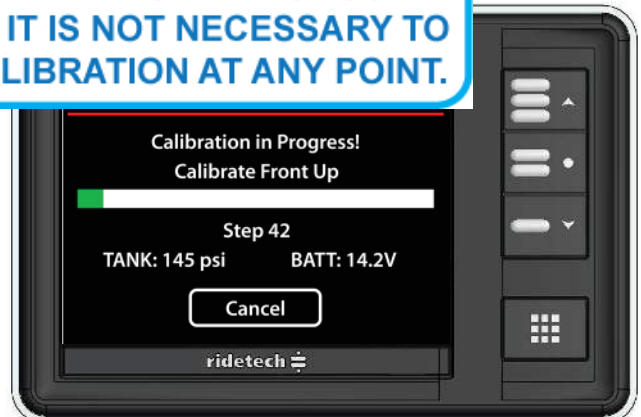 IT IS NOT NECESSARY TO
LIBRATION AT ANY POINT.
Calibration in Progress!
Calibrate Front Up
Step 42
TANK: 145 psi BATT: 14.2V
Cancel
ridetech